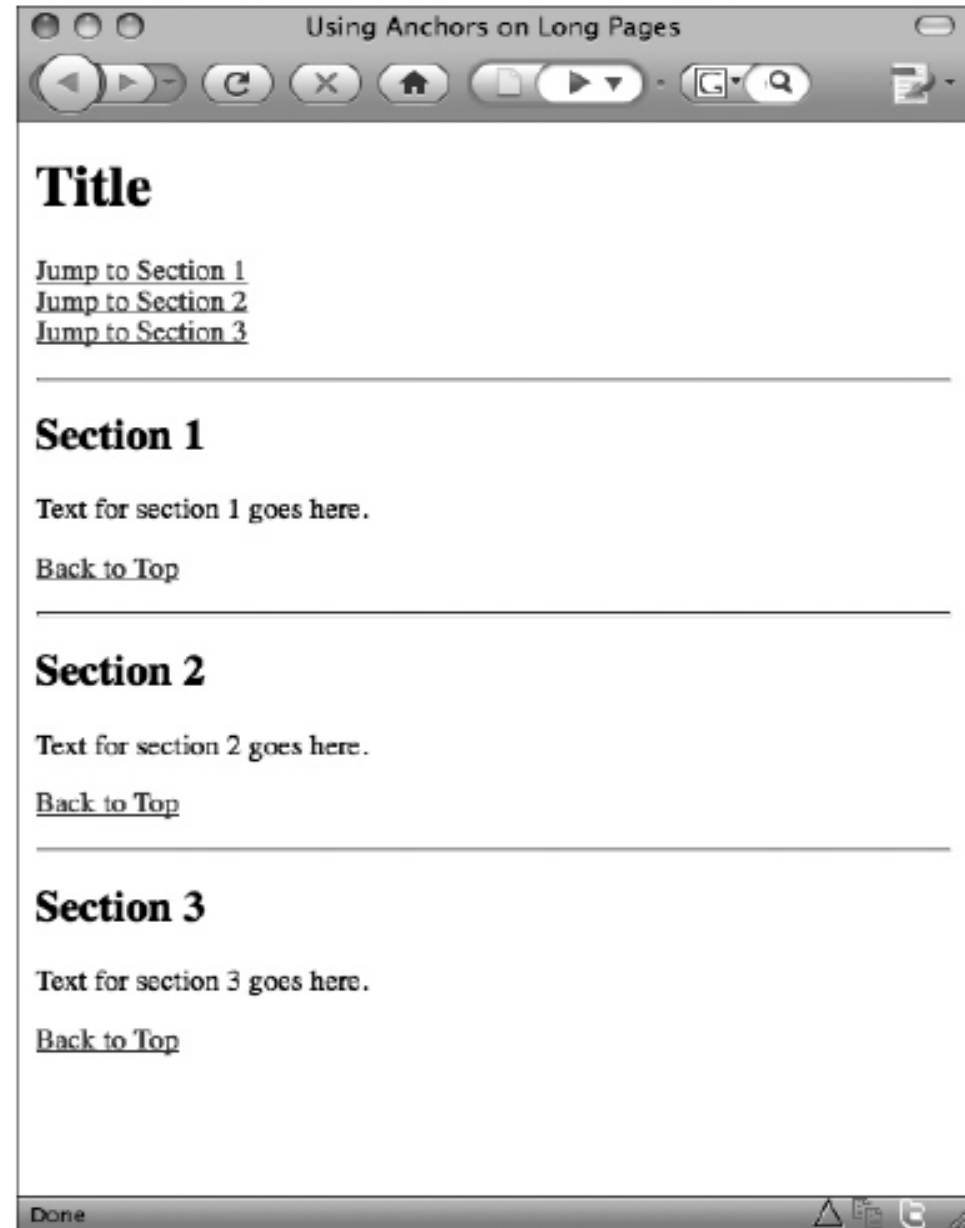 Using Anchors on Long Pages
Title
Jump to Section 1
Jump to Section 2
Jump to Section 3
Section 1
Text for section 1 goes here.
Back to Top
Section 2
Text for section 2 goes here.
Back to Top
Section 3
Text for section 3 goes here.
Back to Top
Done